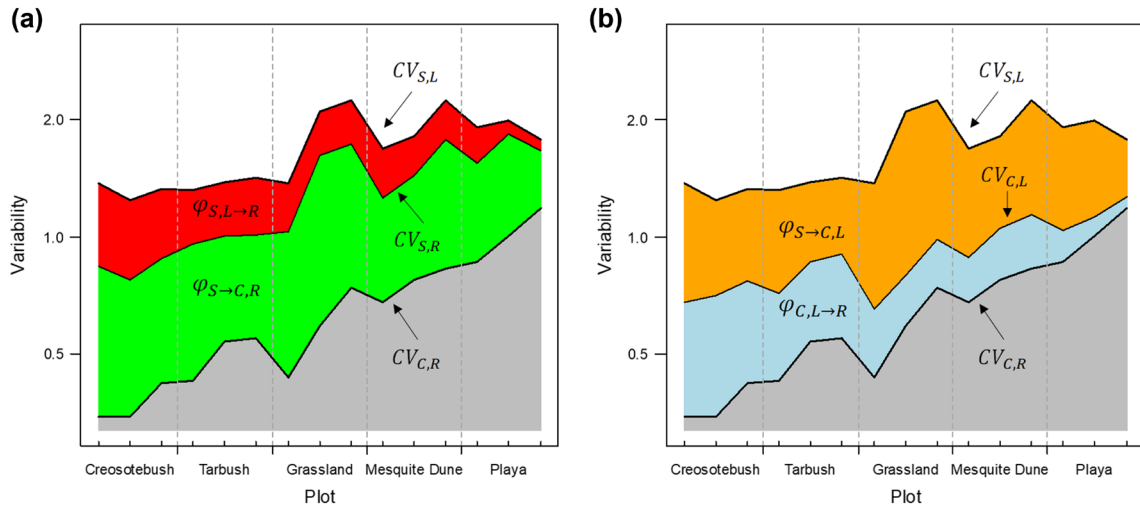 (a)
Variability
2.0
1.0
0.5
CV_{S,L}
φ_{S,L→R}
CV_{S,R}
φ_{S→C,R}
CV_{C,R}
Creosotebush Tarbush Grassland Mesquite Dune Playa
Plot
(b)
Variability
2.0
1.0
0.5
CV_{S,L}
CV_{C,L}
φ_{S→C,L}
φ_{C,L→R}
CV_{C,R}
Creosotebush Tarbush Grassland Mesquite Dune Playa
Plot